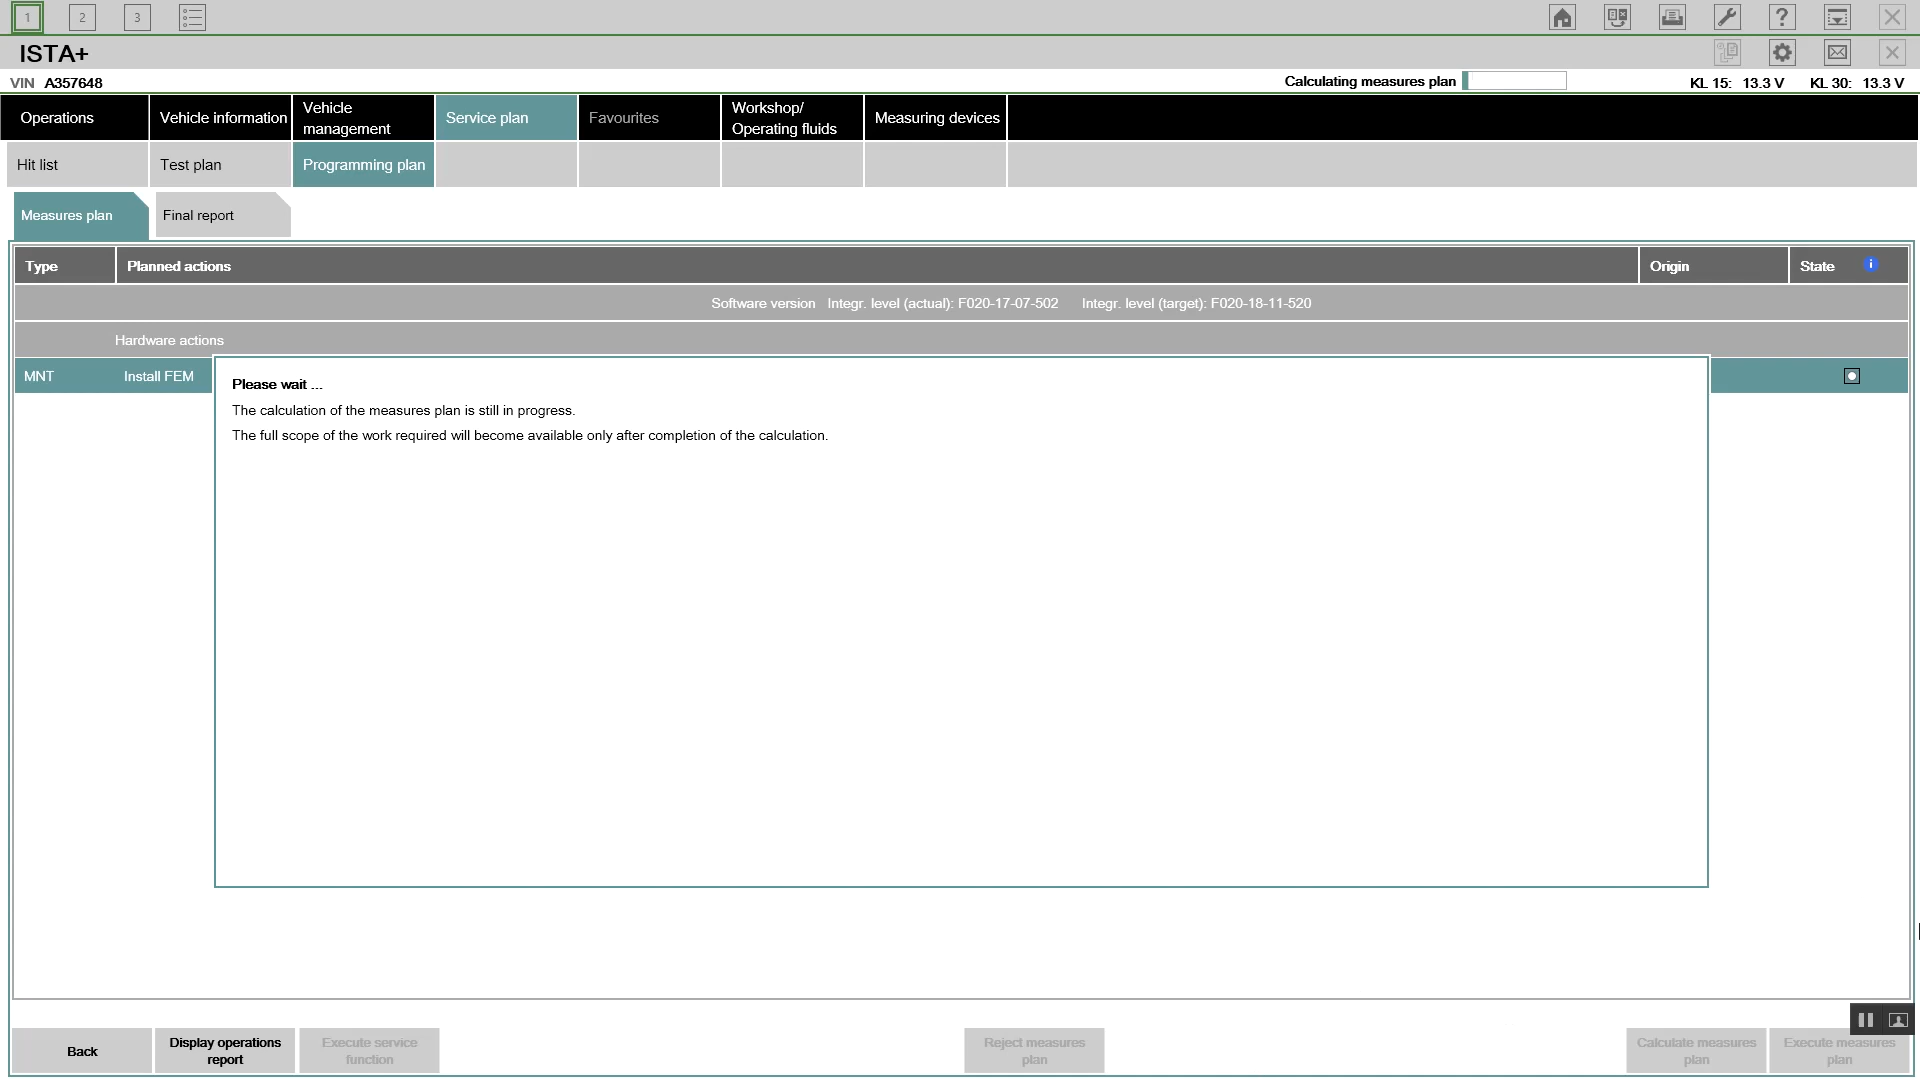 1 2 3
ISTA+
VIN A357648
Calculating measures plan
KL 15: 13.3 V KL 30: 13.3 V
Operations
Vehicle information
Vehicle
management
Service plan
Favourites
Workshop/
Operating fluids
Measuring devices
Hit list
Test plan
Programming plan
Measures plan
Final report
Type Planned actions Origin State i
Software version Integr. level (actual): F020-17-07-502 Integr. level (target): F020-18-11-520
Hardware actions
MNT Install FEM
Please wait ...
The calculation of the measures plan is still in progress.
The full scope of the work required will become available only after completion of the calculation.
Back
Display operations
report
Execute service
function
Reject measures
plan
Calculate measures
plan
Execute measures
plan